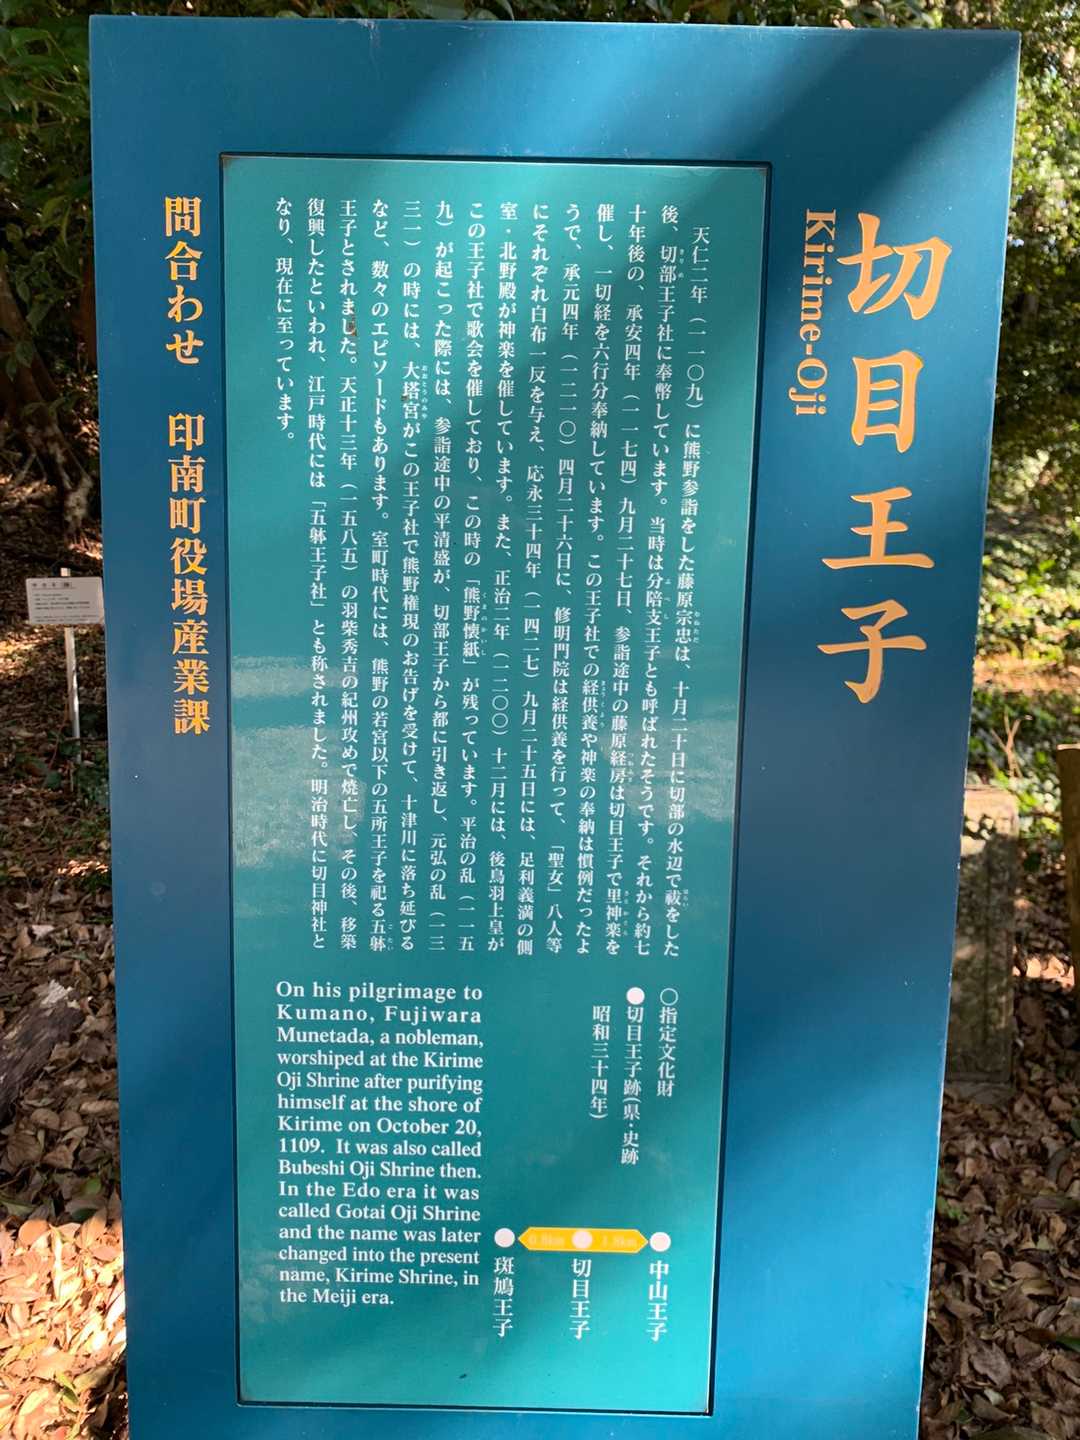 切目王子
Kirime-Oji
天仁二年（一一〇九）に熊野参詣をした藤原宗忠は、十月二十日に切部の水辺で祓をした
後、切部王子社に奉幣しています。当時は分陪支王子とも呼ばれたそうです。それから約七
十年後の、承安四年（一一七四）九月二十七日、参詣途中の藤原経房は切目王子で里神楽を
催し、一切経を六行分奉納しています。この王子社での経供養や神楽の奉納は慣例だったよ
うで、承元四年（一二一〇）四月二十六日に、修明門院は経供養を行って、「聖女」八人等
にそれぞれ白布一反を与え、応永三十四年（一四二七）九月二十五日には、足利義満の側
室・北野殿が神楽を催しています。また、正治二年（一二〇〇）十二月には、後鳥羽上皇が
この王子社で歌会を催しており、この時の「熊野懐紙」が残っています。平治の乱（一一五
九）が起こった際には、参詣途中の平清盛が、切部王子から都に引き返し、元弘の乱（一三
三一）の時には、大塔宮がこの王子社で熊野権現のお告げを受けて、十津川に落ち延びる
など、数々のエピソードもあります。室町時代には、熊野の若宮以下の五所王子を祀る五躰
王子とされました。天正十三年（一五八五）の羽柴秀吉の紀州攻めで焼亡し、その後、移築
復興したといわれ、江戸時代には「五躰王子社」とも称されました。明治時代に切目神社と
なり、現在に至っています。
○指定文化財
●切目王子跡(県・史跡
昭和三十四年)
中山王子
1.8km
切目王子
0.8km
斑鳩王子
On his pilgrimage to
Kumano, Fujiwara
Munetada, a nobleman,
worshiped at the Kirime
Oji Shrine after purifying
himself at the shore of
Kirime on October 20,
1109. It was also called
Bubeshi Oji Shrine then.
In the Edo era it was
called Gotai Oji Shrine
and the name was later
changed into the present
name, Kirime Shrine, in
the Meiji era.
問合わせ 印南町役場産業課